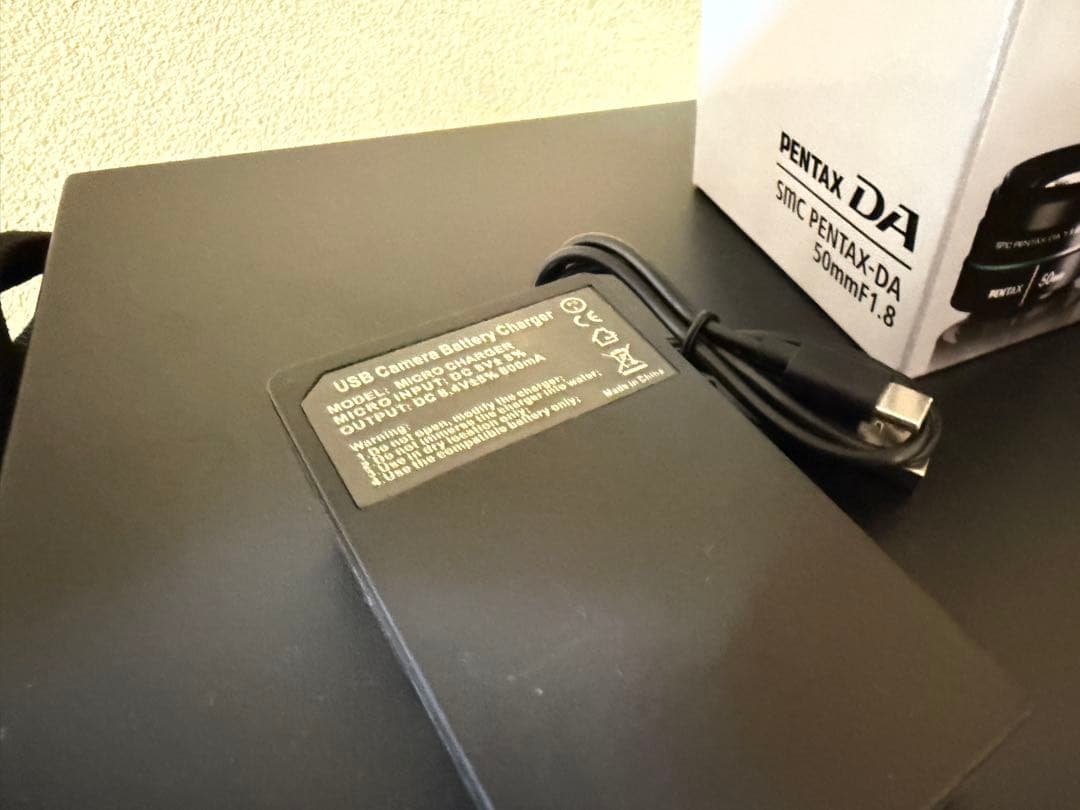 PENTAX DA
smc PENTAX-DA
50mmF1.8
PENTAX
50mm
USB Camera Battery Charger
MODEL: MICRO CHARGER
MICRO INPUT: DC 5V± 5%
OUTPUT: DC 8.4V±5% 800mA
Warning:
1.Do not open,Modify the charger;
2.Do not immerse the charger into water;
3.Use in dry location only;
4.Use the compatible battery only;
CE
Made in China